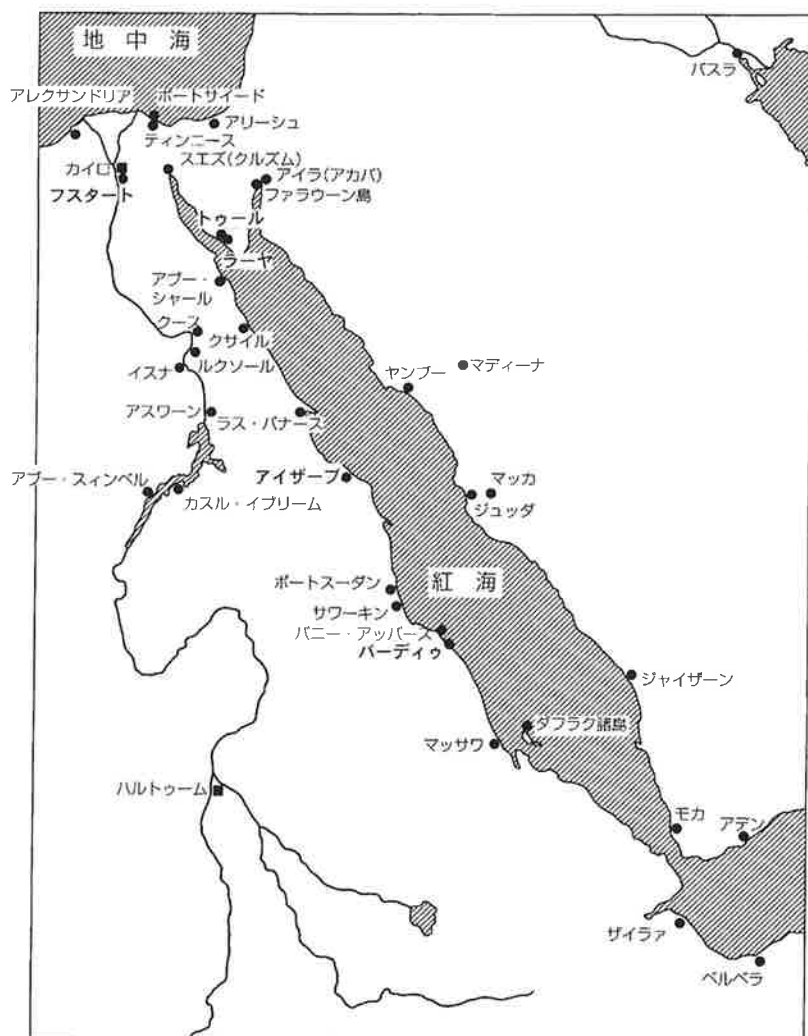 地中海
バスラ
アレクサンドリア
ポートサイード
アリーシュ
ティンニース
スエズ(クルズム)
カイロ
アイラ(アカバ)
フスタート
ファラウーン島
トゥール
ラーヤ
アブー・
シャール
クース
クサイル
ルクソール
イスナ
ヤンブー
マディーナ
アスワーン
ラス・バナース
アイザーブ
アブー・スィンベル
カスル・イブリーム
マッカ
ジュッダ
紅海
ポートスーダン
サワーキン
バニー・アッバース
バーディゥ
ジャイザーン
ダフラク諸島
マッサワ
ハルトゥーム
モカ
アデン
ザイラァ
ベルベラ